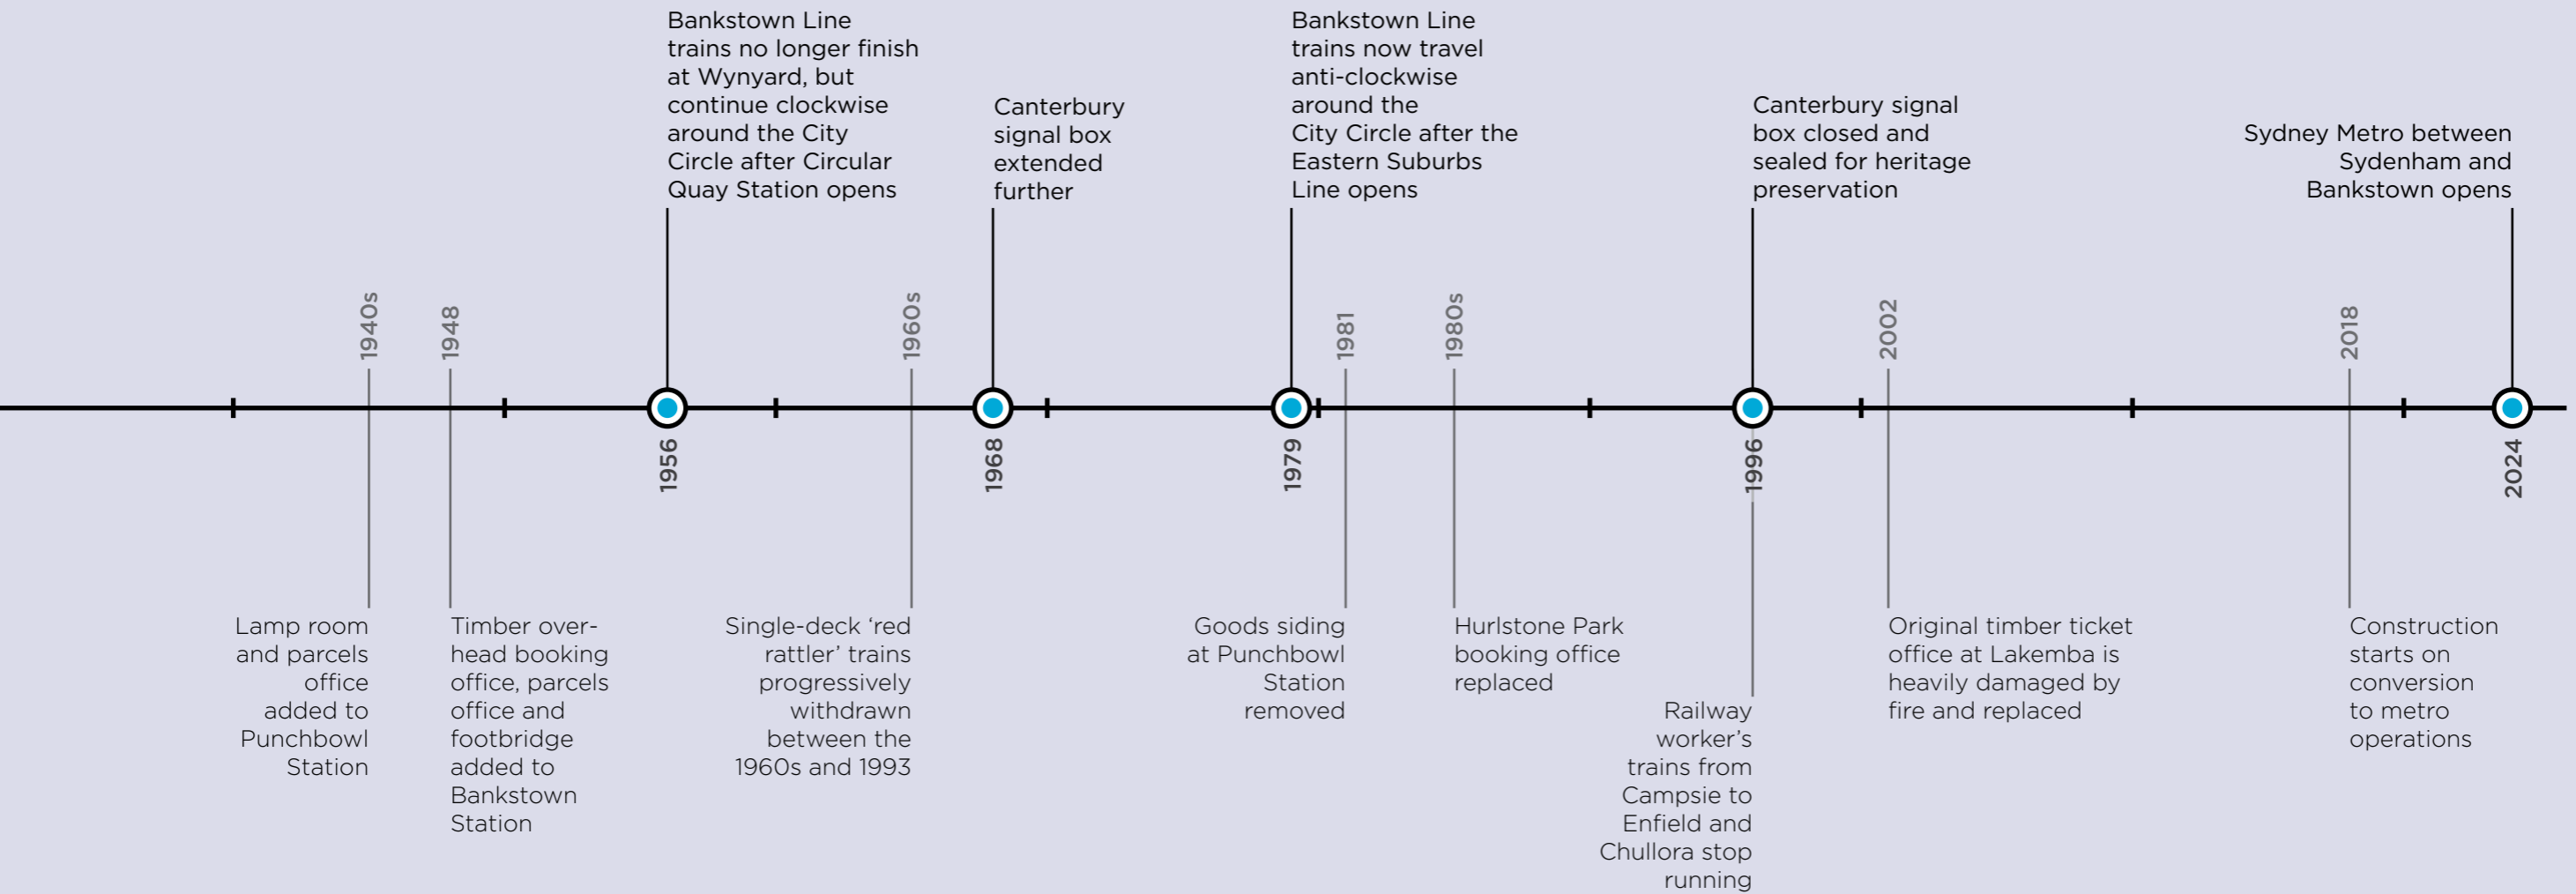 Bankstown Line
trains no longer finish
at Wynyard, but
continue clockwise
around the City
Circle after Circular
Quay Station opens
Canterbury
signal box
extended
further
Bankstown Line
trains now travel
anti-clockwise
around the
City Circle after the
Eastern Suburbs
Line opens
Canterbury signal
box closed and
sealed for heritage
preservation
Sydney Metro between
Sydenham and
Bankstown opens
1940s
1948
1960s
1981
1980s
2002
2018
1956
1968
1979
1996
2024
Lamp room
and parcels
office
added to
Punchbowl
Station
Timber over-
head booking
office, parcels
office and
footbridge
added to
Bankstown
Station
Single-deck ‘red
rattler’ trains
progressively
withdrawn
between the
1960s and 1993
Goods siding
at Punchbowl
Station
removed
Hurlstone Park
booking office
replaced
Railway
worker’s
trains from
Campsie to
Enfield and
Chullora stop
running
Original timber ticket
office at Lakemba is
heavily damaged by
fire and replaced
Construction
starts on
conversion
to metro
operations